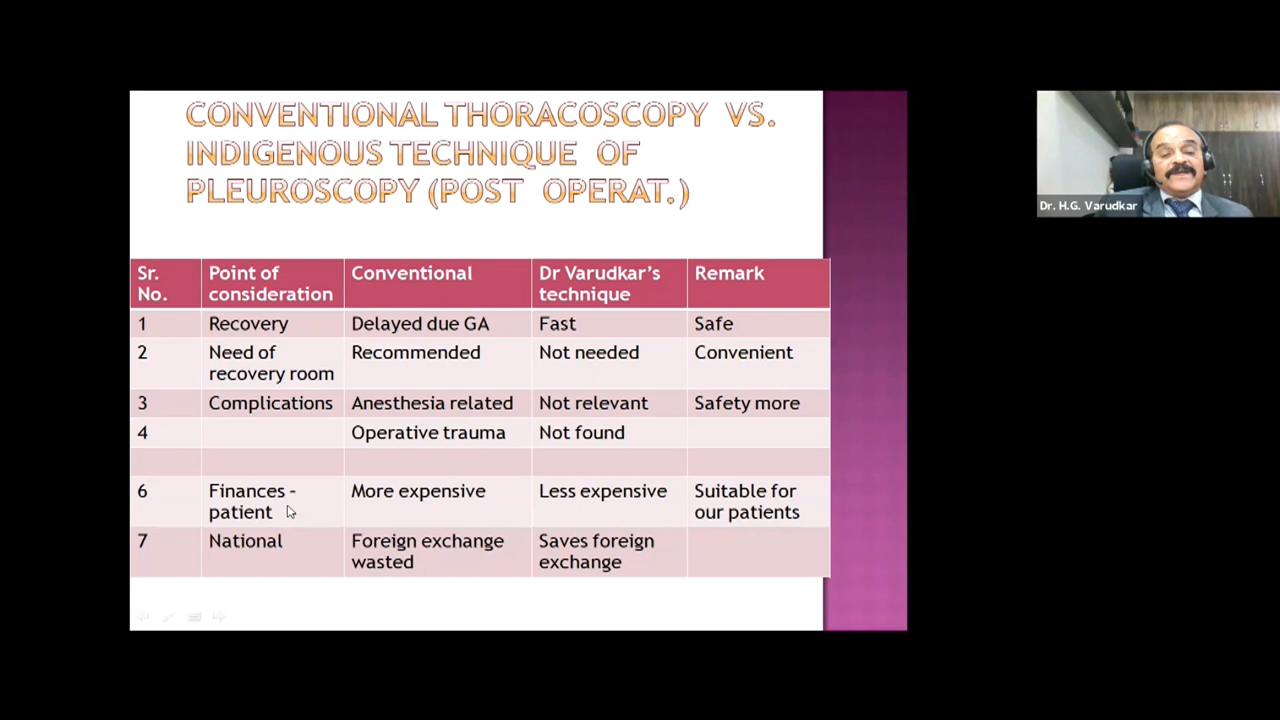 CONVENTIONAL THORACOSCOPY VS.
INDIGENOUS TECHNIQUE OF
PLEUROSCOPY (POST OPERAT.)
Sr. No. Point of consideration Conventional Dr Varudkar's technique Remark
1 Recovery Delayed due GA Fast Safe
2 Need of recovery room Recommended Not needed Convenient
3 Complications Anesthesia related Not relevant Safety more
4 Operative trauma Not found
6 Finances - patient More expensive Less expensive Suitable for our patients
7 National Foreign exchange wasted Saves foreign exchange
Dr. H.G. Varudkar